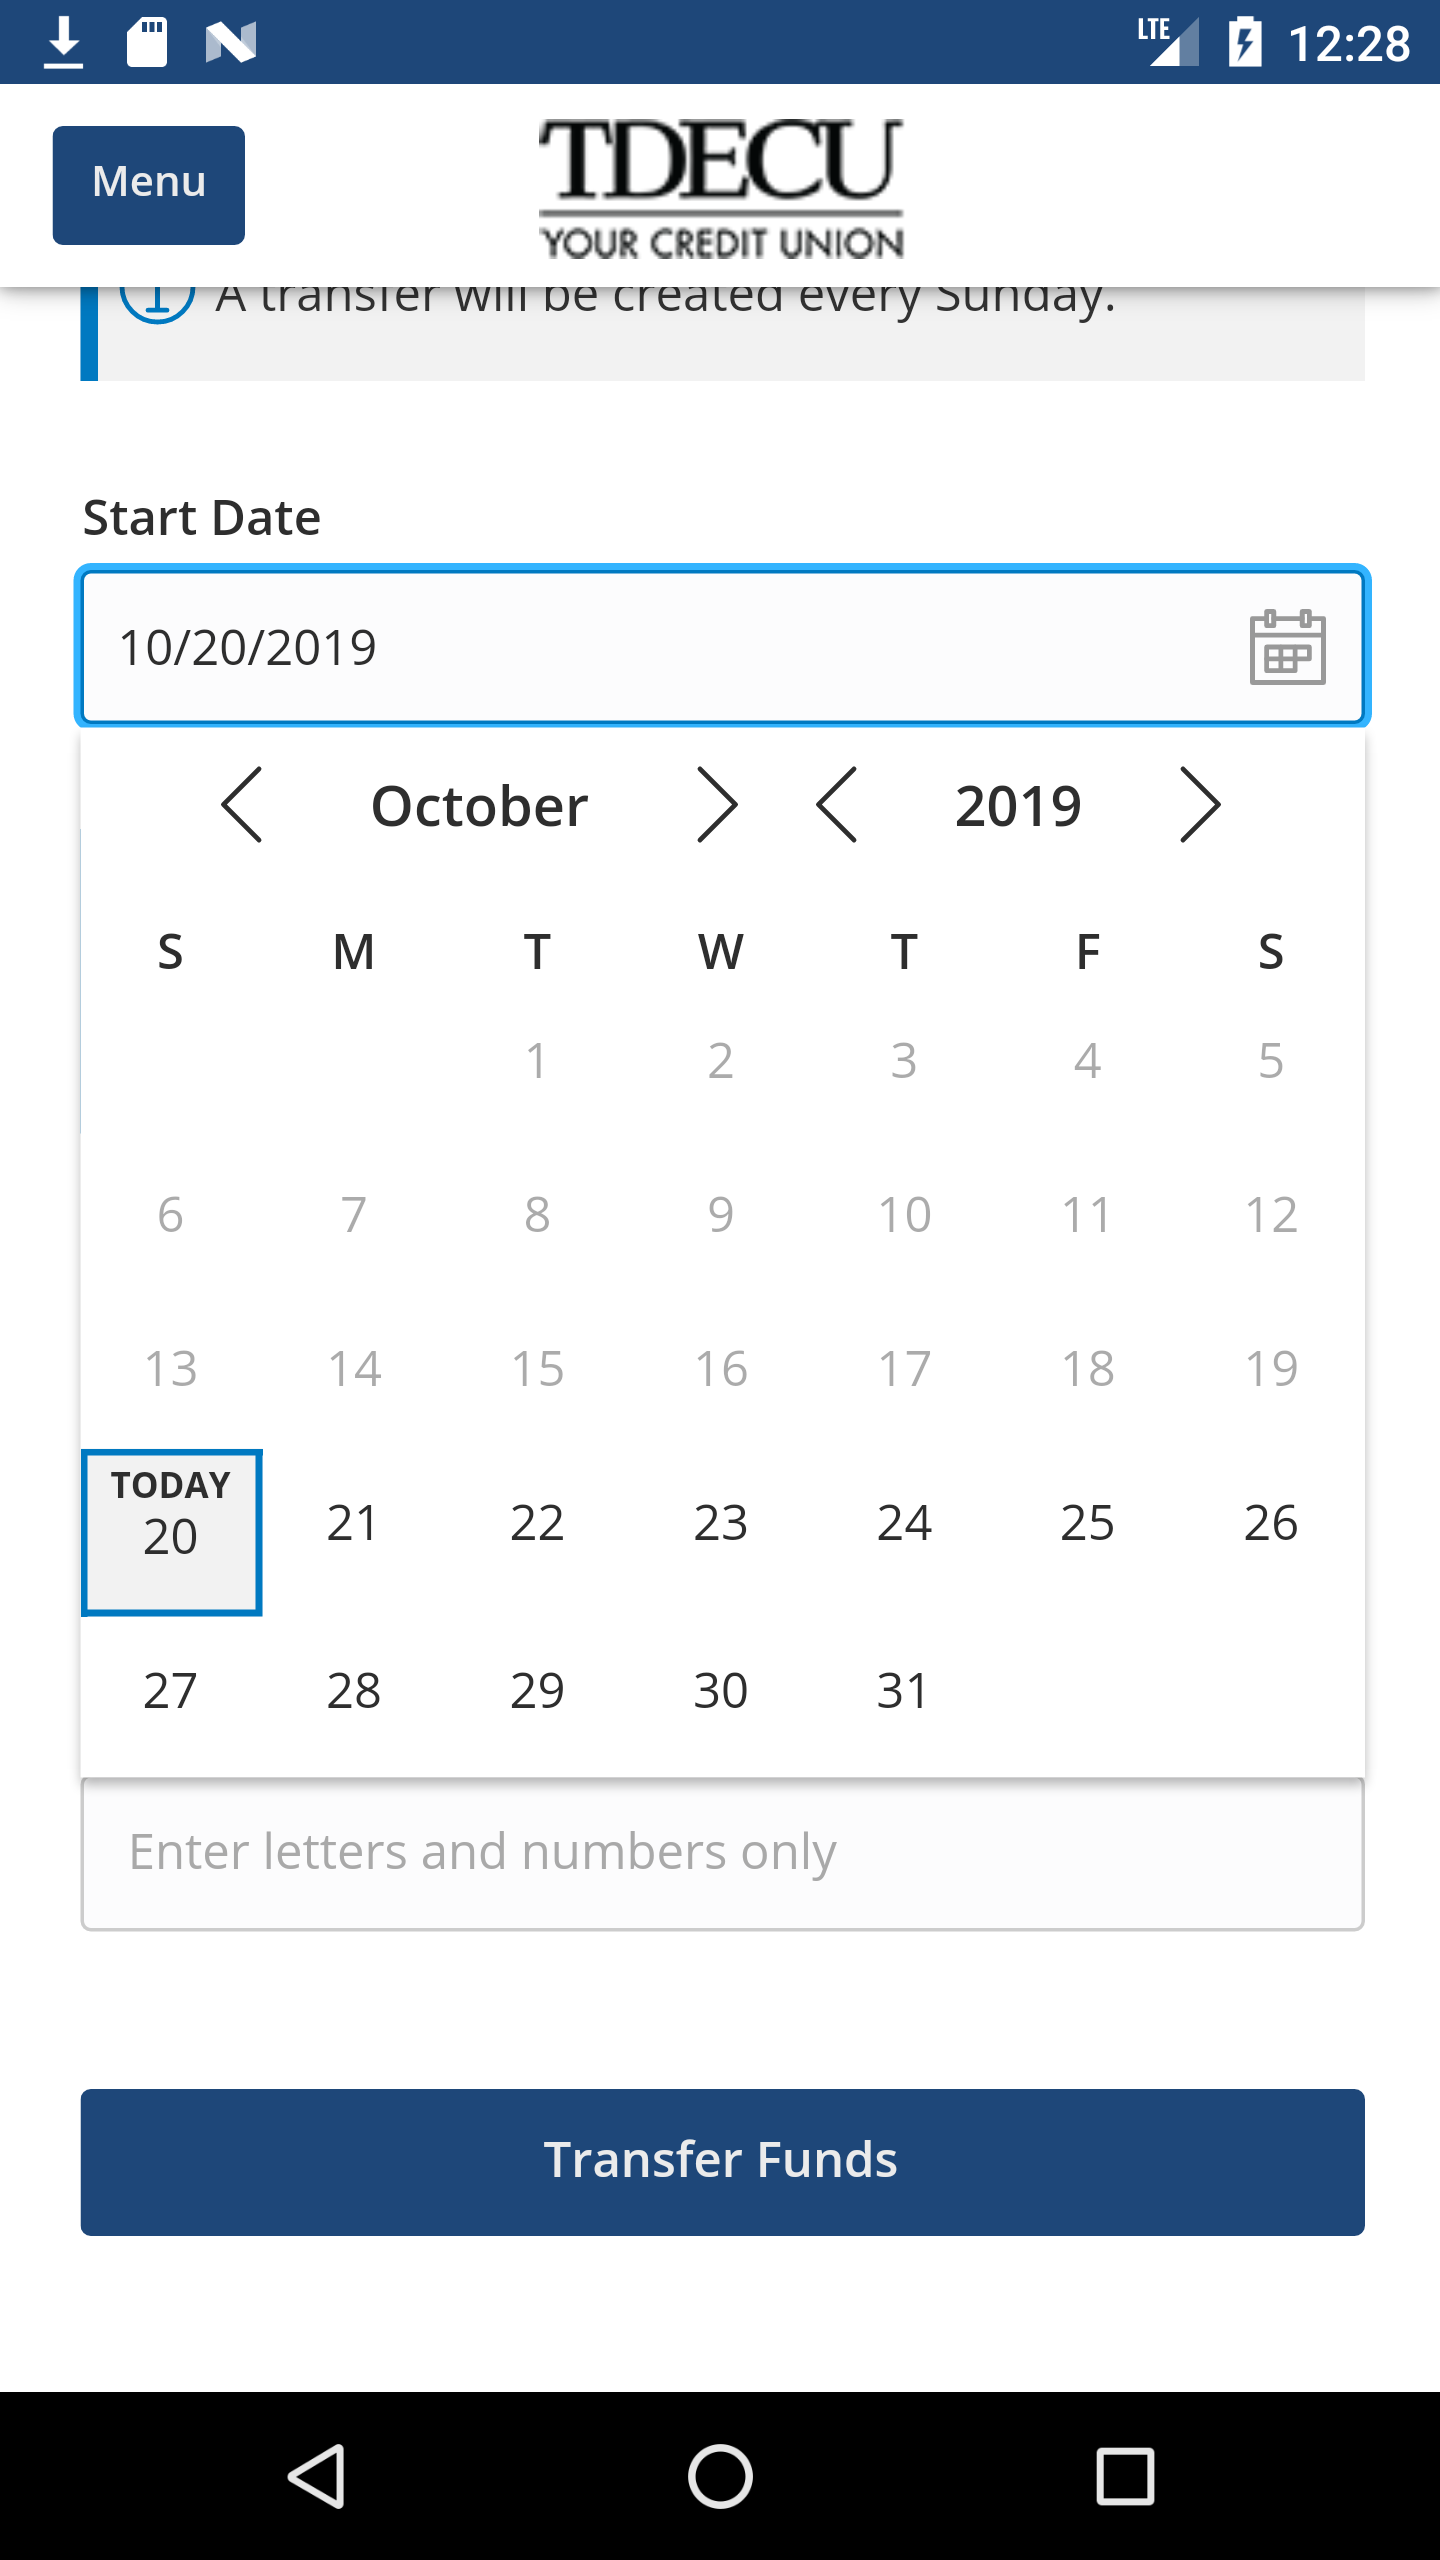 LTE 12:28
Menu
TDECU
YOUR CREDIT UNION
A transfer will be created every Sunday.
Start Date
10/20/2019
October 2019
S M T W T F S
1 2 3 4 5
6 7 8 9 10 11 12
13 14 15 16 17 18 19
TODAY
20 21 22 23 24 25 26
27 28 29 30 31
Enter letters and numbers only
Transfer Funds